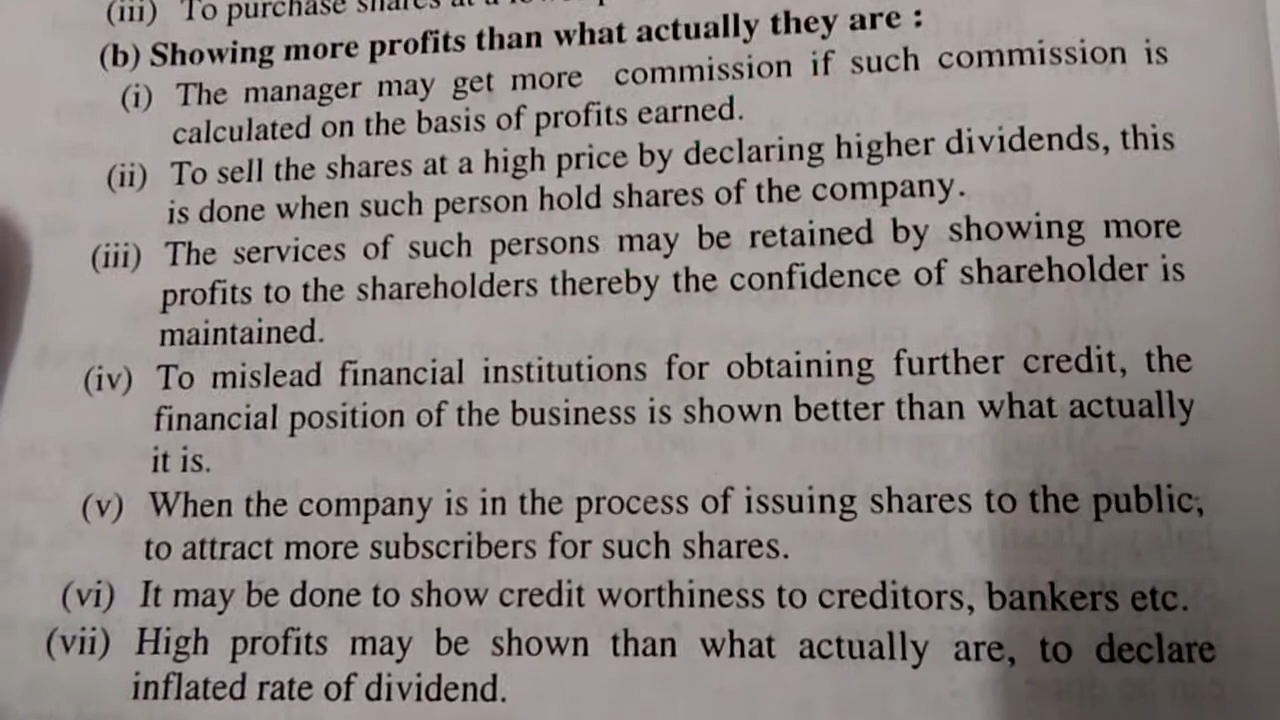 (iii) To purchase shares at a
(b) Showing more profits than what actually they are :
(i) The manager may get more commission if such commission is
calculated on the basis of profits earned.
(ii) To sell the shares at a high price by declaring higher dividends, this
is done when such person hold shares of the company.
(iii) The services of such persons may be retained by showing more
profits to the shareholders thereby the confidence of shareholder is
maintained.
(iv) To mislead financial institutions for obtaining further credit, the
financial position of the business is shown better than what actually
it is.
(v) When the company is in the process of issuing shares to the public;
to attract more subscribers for such shares.
(vi) It may be done to show credit worthiness to creditors, bankers etc.
(vii) High profits may be shown than what actually are, to declare
inflated rate of dividend.